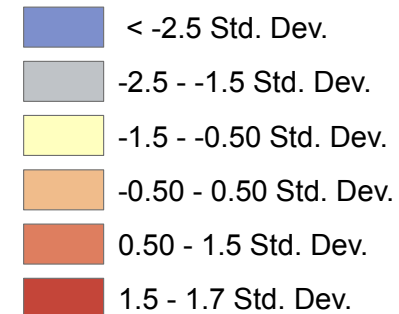 < -2.5 Std. Dev.
-2.5 - -1.5 Std. Dev.
-1.5 - -0.50 Std. Dev.
-0.50 - 0.50 Std. Dev.
0.50 - 1.5 Std. Dev.
1.5 - 1.7 Std. Dev.